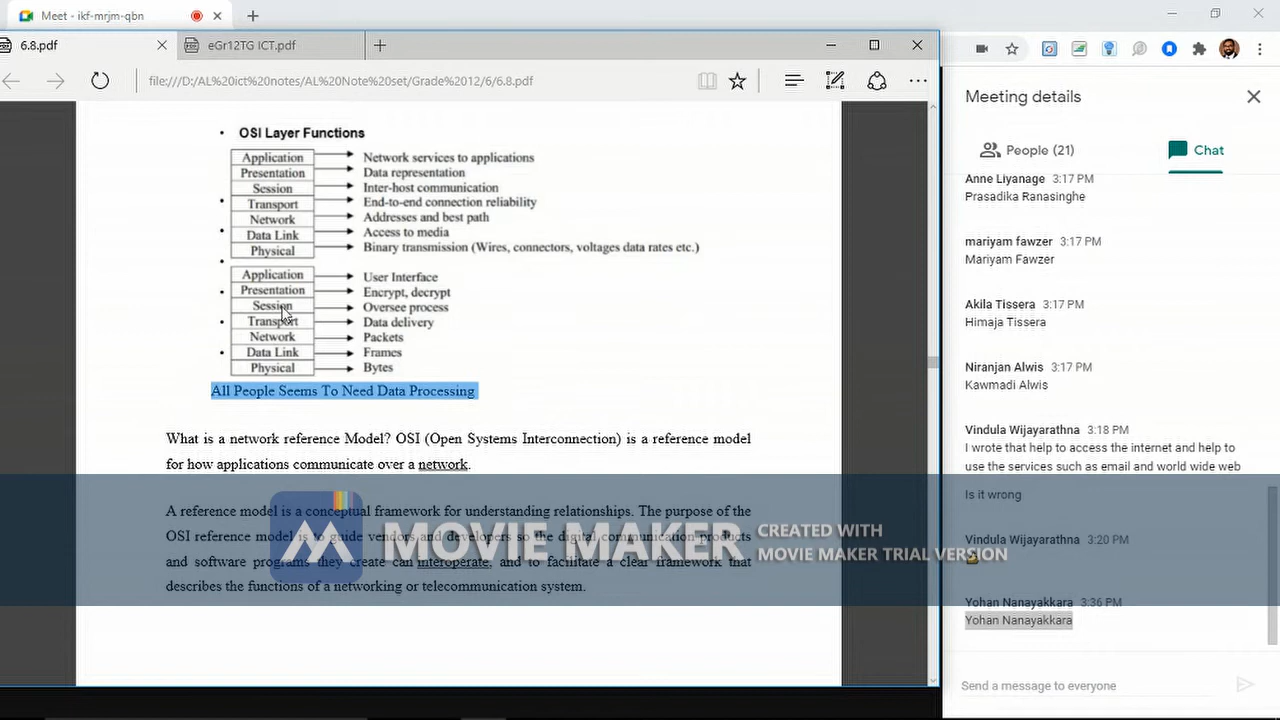 Meet - ikf-mrjm-qbn
6.8.pdf
eGr12TG ICT.pdf
file:///D:/AL%20ict%20notes/AL%20Note%20set/Grade%2012/6/6.8.pdf
• OSI Layer Functions
Application Network services to applications
Presentation Data representation
Session Inter-host communication
Transport End-to-end connection reliability
Network Addresses and best path
Data Link Access to media
Physical Binary transmission (Wires, connectors, voltages data rates etc.)
Application User Interface
Presentation Encrypt, decrypt
Session Oversee process
Transport Data delivery
Network Packets
Data Link Frames
Physical Bytes
All People Seems To Need Data Processing
What is a network reference Model? OSI (Open Systems Interconnection) is a reference model
for how applications communicate over a network.
A reference model is a conceptual framework for understanding relationships. The purpose of the
OSI reference model is to guide vendors and developers so the digital communication products
and software programs they create can interoperate, and to facilitate a clear framework that
describes the functions of a networking or telecommunication system.
MOVIE MAKER
CREATED WITH
MOVIE MAKER TRIAL VERSION
Meeting details
People (21)
Chat
Anne Liyanage 3:17 PM
Prasadika Ranasinghe
mariyam fawzer 3:17 PM
Mariyam Fawzer
Akila Tissera 3:17 PM
Himaja Tissera
Niranjan Alwis 3:17 PM
Kawmadi Alwis
Vindula Wijayarathna 3:18 PM
I wrote that help to access the internet and help to
use the services such as email and world wide web
Is it wrong
Vindula Wijayarathna 3:20 PM
Yohan Nanayakkara 3:36 PM
Yohan Nanayakkara
Send a message to everyone